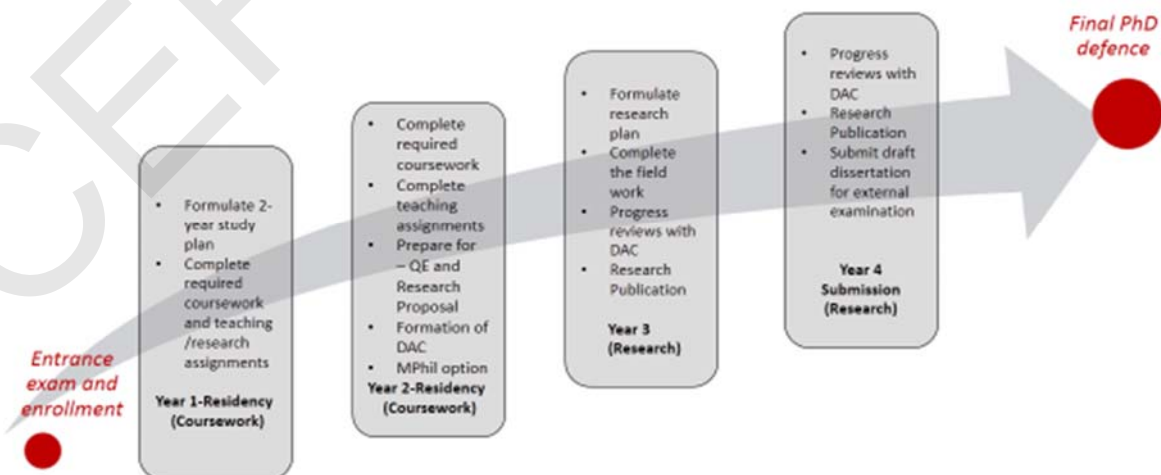 Entrance
exam and
enrollment
• Formulate 2-
year study
plan
• Complete
required
coursework
and teaching
/research
assignments
Year 1-Residency
(Coursework)
• Complete
required
coursework
• Complete
teaching
assignments
• Prepare for
– QE and
Research
Proposal
• Formation of
DAC
• MPhil option
Year 2-Residency
(Coursework)
• Formulate
research
plan
• Complete
the field
work
• Progress
reviews with
DAC
• Research
Publication
Year 3
(Research)
• Progress
reviews with
DAC
• Research
Publication
• Submit draft
dissertation
for external
examination
Year 4
Submission
(Research)
Final PhD
defence